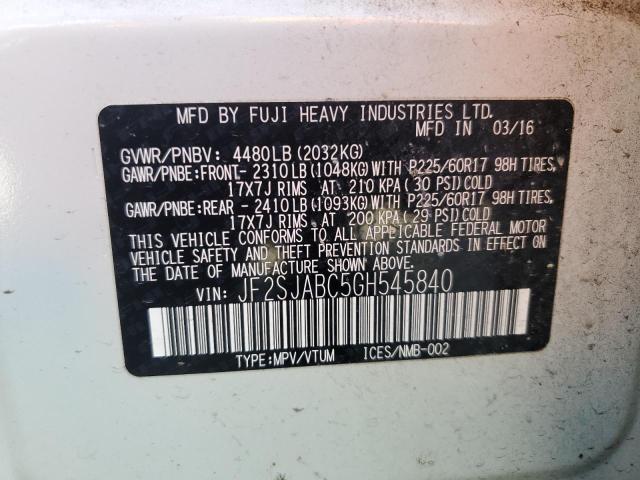 MFD BY FUJI HEAVY INDUSTRIES LTD.
MFD IN 03/16
GVWR/PNBV: 4480LB(2032KG)
GAWR/PNBE:FRONT- 2310LB(1048KG)WITH P225/60R17 98H TIRES,
17X7J RIMS AT 210 KPA (30 PSI)COLD
GAWR/PNBE:REAR - 2410LB(1093KG)WITH P225/60R17 98H TIRES,
17X7J RIMS AT 200 KPA (29 PSI)COLD
THIS VEHICLE CONFORMS TO ALL APPLICABLE FEDERAL MOTOR
VEHICLE SAFETY AND THEFT PREVENTION STANDARDS IN EFFECT ON
THE DATE OF MANUFACTURE SHOWN ABOVE.
VIN: JF2SJABC5GH545840
TYPE:MPV/VTUM ICES/NMB-002